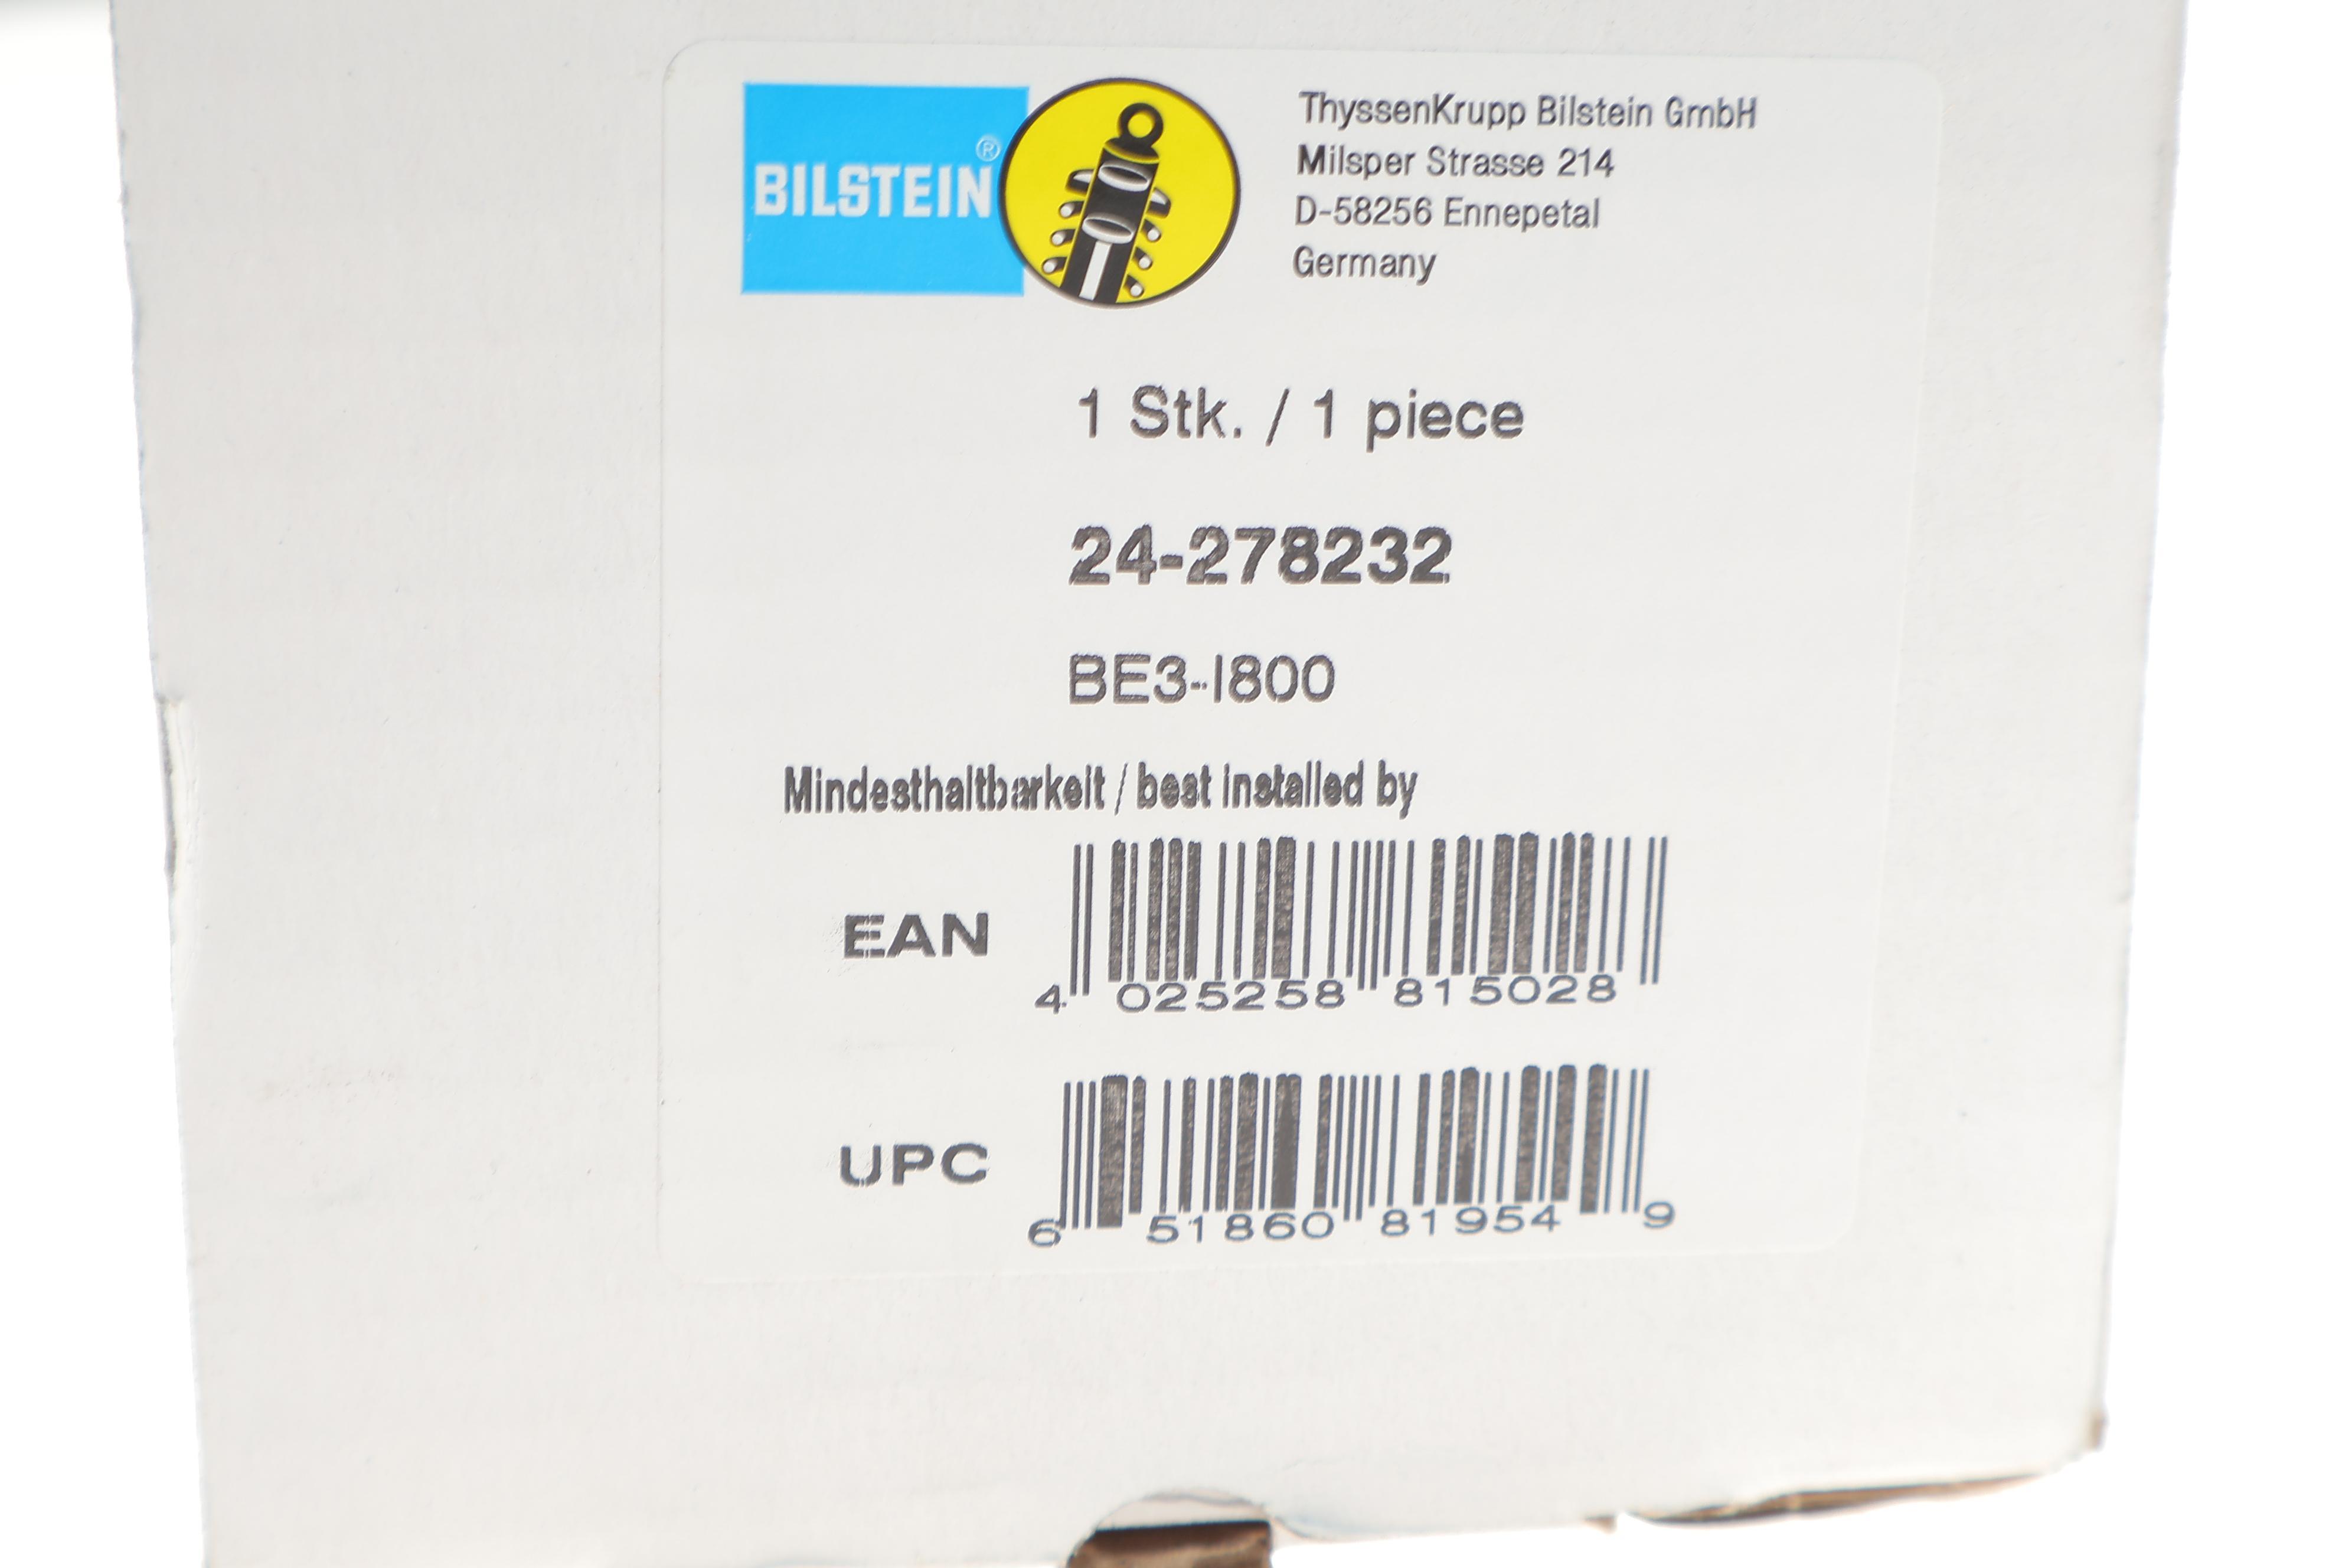 BILSTEIN®
ThyssenKrupp Bilstein GmbH
Milsper Strasse 214
D-58256 Ennepetal
Germany
1 Stk. / 1 piece
24-278232
BE3-I800
Mindesthaltbarkeit / best installed by
EAN
4 025258 815028
UPC
6 51860 81954 9